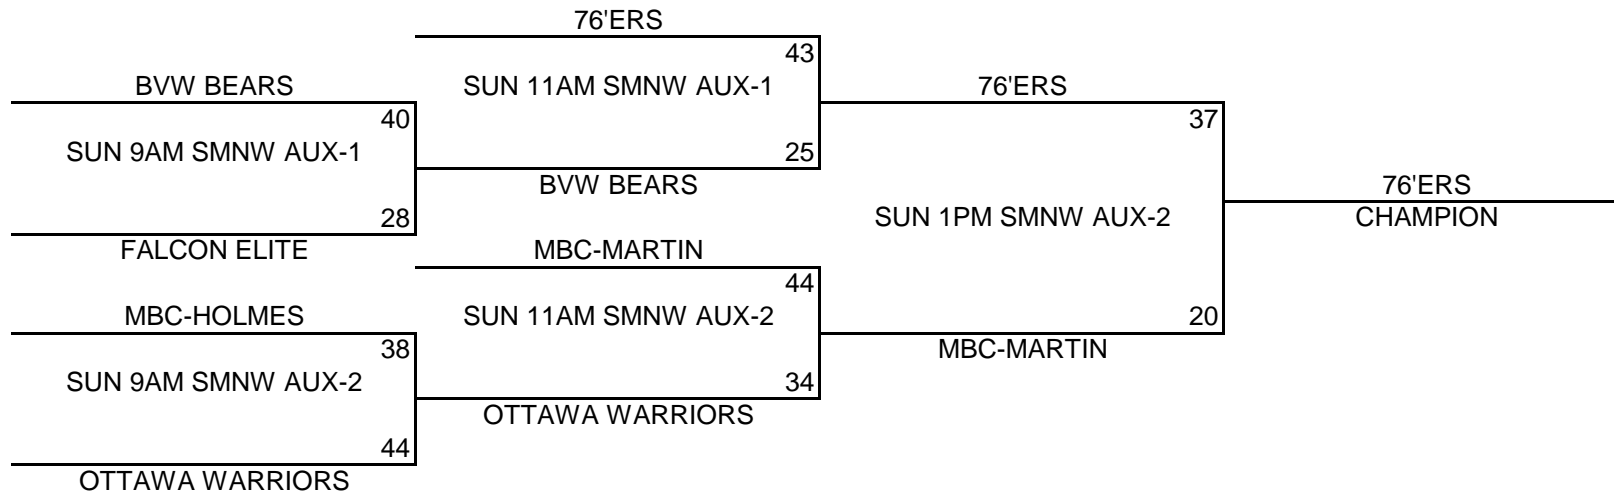 76'ERS
43
BVW BEARS
SUN 11AM SMNW AUX-1
76'ERS
40
37
SUN 9AM SMNW AUX-1
25
BVW BEARS
76'ERS
28
SUN 1PM SMNW AUX-2
CHAMPION
FALCON ELITE
MBC-MARTIN
44
MBC-HOLMES
SUN 11AM SMNW AUX-2
20
38
MBC-MARTIN
SUN 9AM SMNW AUX-2
34
OTTAWA WARRIORS
44
OTTAWA WARRIORS